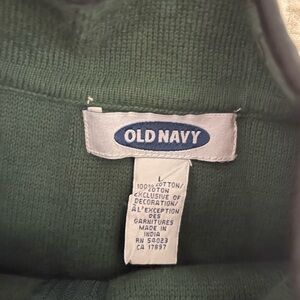 OLD NAVY
L
100% COTTON/
COTON
EXCLUSIVE OF
DECORATION/
A L'EXCEPTION
DES
GARNITURES
MADE IN
INDIA
RN 54023
CA 17897